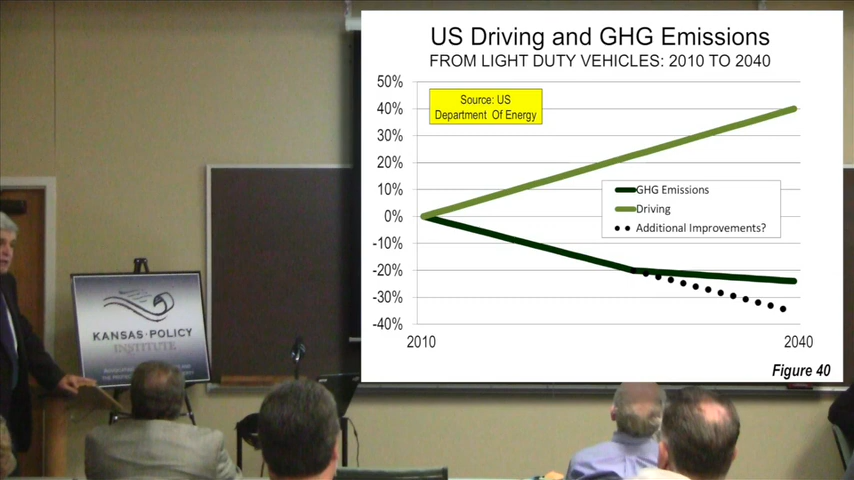 US Driving and GHG Emissions
FROM LIGHT DUTY VEHICLES: 2010 TO 2040
50%
40%
30%
20%
10%
0%
-10%
-20%
-30%
-40%
Source: US
Department Of Energy
GHG Emissions
Driving
Additional Improvements?
2010
2040
Figure 40
KANSAS·POLICY
INSTITUTE